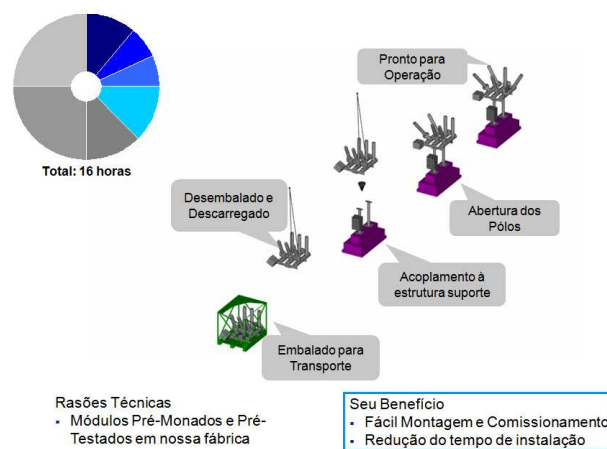 Pronto para
Operação
Total: 16 horas
Desembalado e
Descarregado
Abertura dos
Pólos
Acoplamento à
estrutura suporte
Embalado para
Transporte
Rasões Técnicas
▪ Módulos Pré-Monados e Pré-
Testados em nossa fábrica
Seu Benefício
▪ Fácil Montagem e Comissionamento
▪ Redução do tempo de instalação